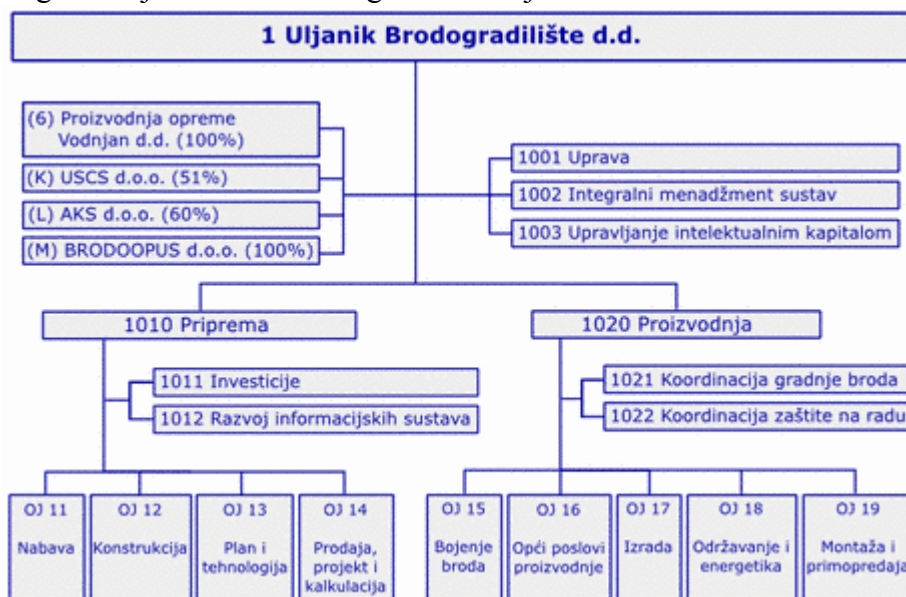 1 Uljanik Brodogradilište d.d.
(6) Proizvodnja opreme
Vodnjan d.d. (100%)
(K) USCS d.o.o. (51%)
(L) AKS d.o.o. (60%)
(M) BRODOOPUS d.o.o. (100%)
1001 Uprava
1002 Integralni menadžment sustav
1003 Upravljanje intelektualnim kapitalom
1010 Priprema
1020 Proizvodnja
1011 Investicije
1012 Razvoj informacijskih sustava
1021 Koordinacija gradnje broda
1022 Koordinacija zaštite na radu
OJ 11
Nabava
OJ 12
Konstrukcija
OJ 13
Plan i
tehnologija
OJ 14
Prodaja,
projekt i
kalkulacija
OJ 15
Bojenje
broda
OJ 16
Opći poslovi
proizvodnje
OJ 17
Izrada
OJ 18
Održavanje i
energetika
OJ 19
Montaža i
primopredaja